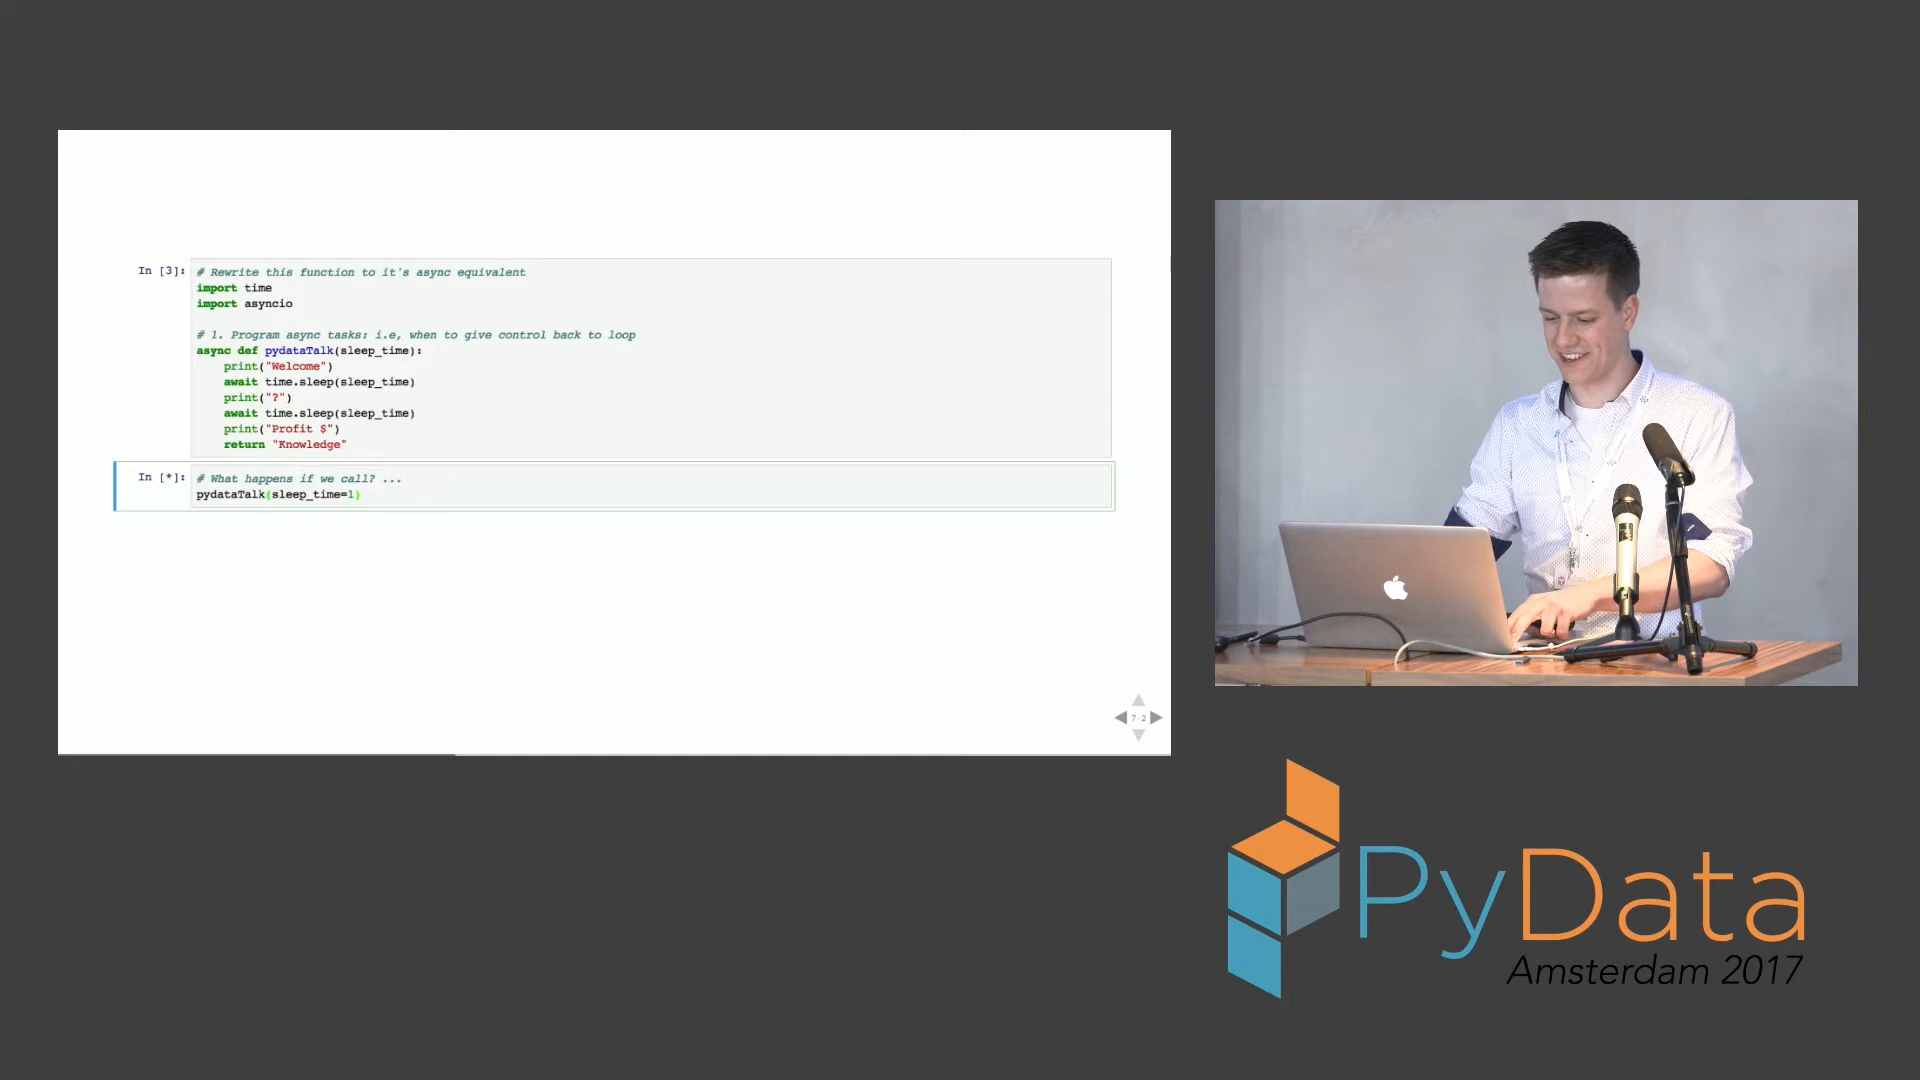 In [3]:
# Rewrite this function to it's async equivalent
import time
import asyncio
# 1. Program async tasks: i.e, when to give control back to loop
async def pydataTalk(sleep_time):
print("Welcome")
await time.sleep(sleep_time)
print("?")
await time.sleep(sleep_time)
print("Profit $")
return "Knowledge"
In [*]:
# What happens if we call? ...
pydataTalk(sleep_time=1)
7-2
PyData
Amsterdam 2017